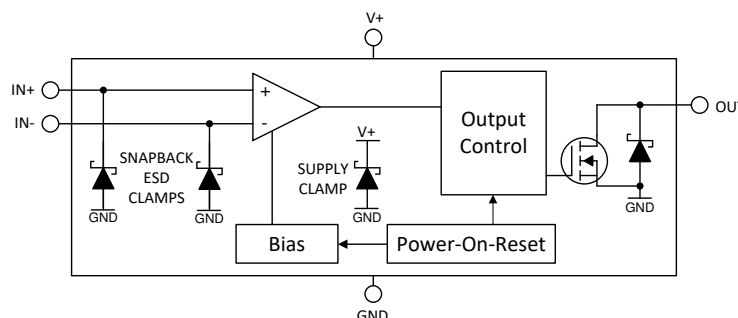 V+
IN+
IN-
+
-
SNAPBACK
ESD
CLAMPS
GND
GND
V+
SUPPLY
CLAMP
GND
Output
Control
OUT
GND
Bias
Power-On-Reset
GND